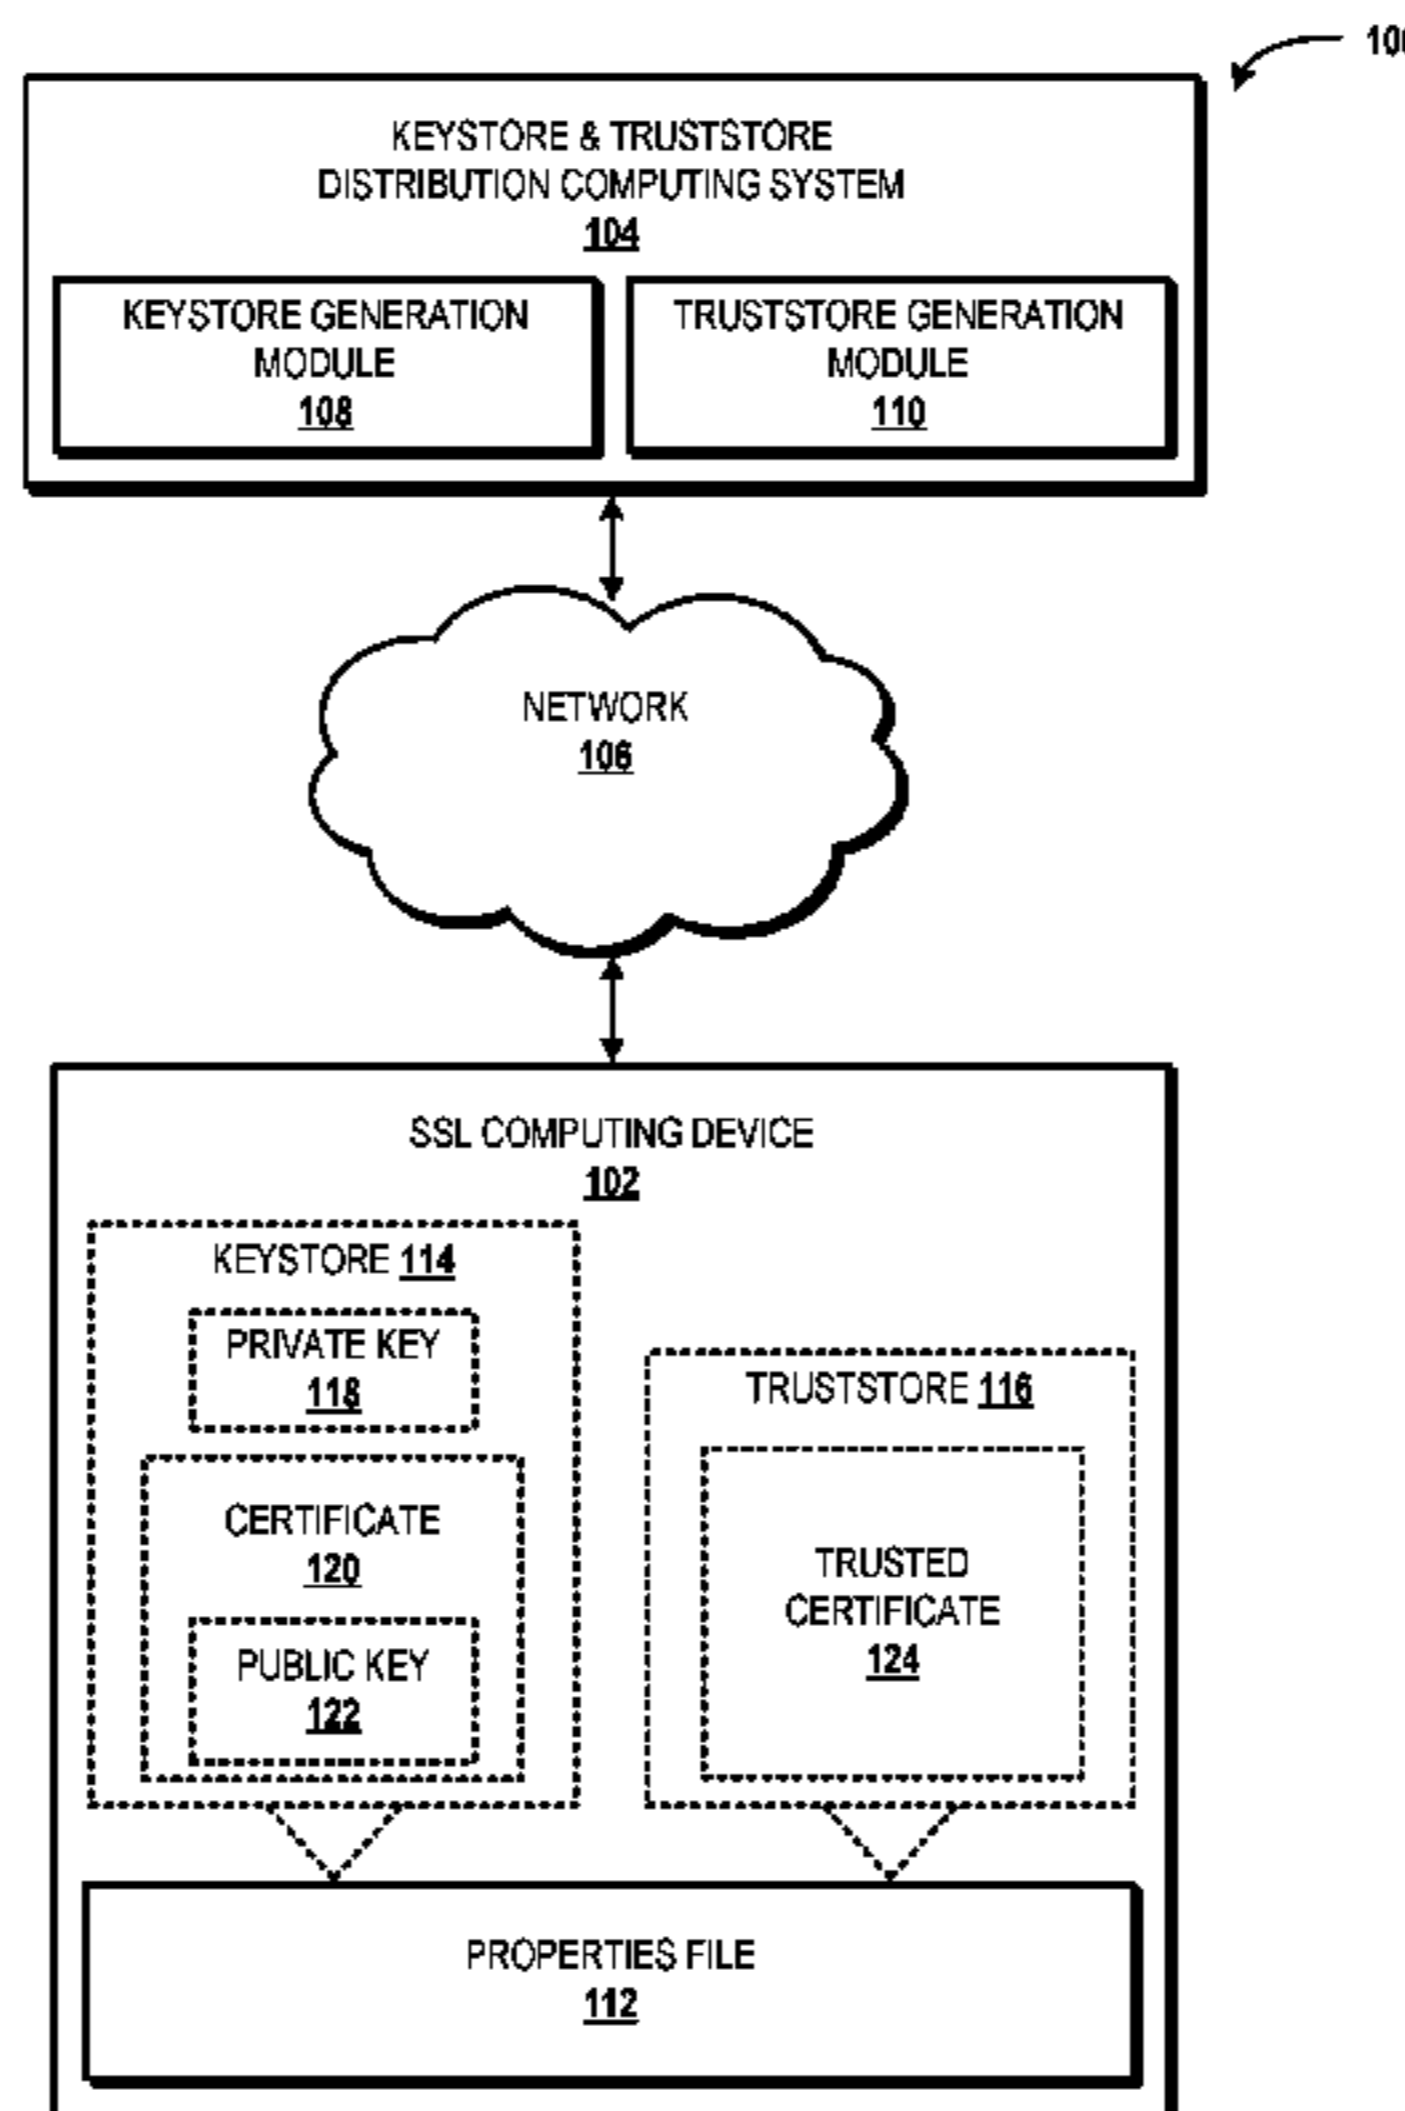 KEYSTORE & TRUSTSTORE
DISTRIBUTION COMPUTING SYSTEM
104
KEYSTORE GENERATION
MODULE
108
TRUSTSTORE GENERATION
MODULE
110
NETWORK
106
SSL COMPUTING DEVICE
102
KEYSTORE 114
PRIVATE KEY
118
CERTIFICATE
120
PUBLIC KEY
122
TRUSTSTORE 116
TRUSTED
CERTIFICATE
124
PROPERTIES FILE
112